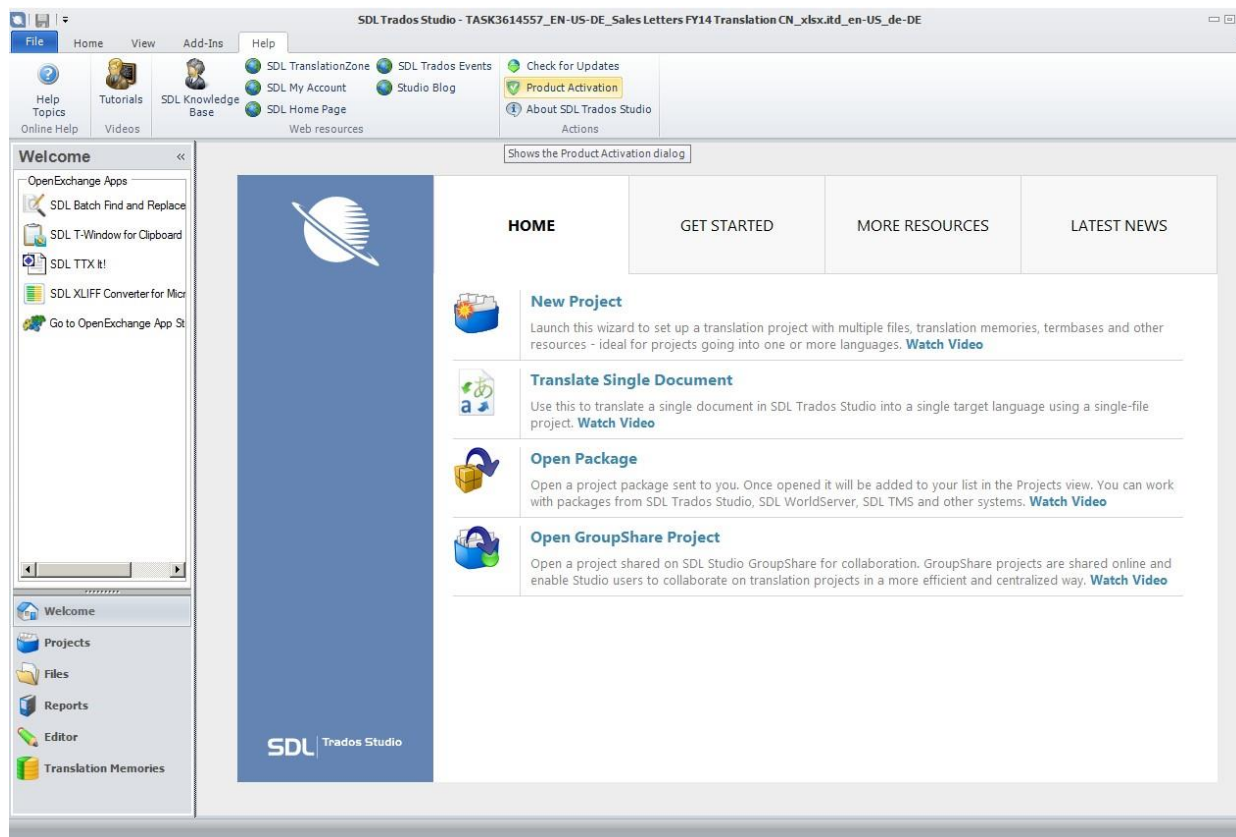 SDL Trados Studio - TASK3614557_EN-US-DE_Sales Letters FY14 Translation CN_xlsx.itd_en-US_de-DE
File Home View Add-Ins Help
Help Topics
Online Help
Tutorials
Videos
SDL Knowledge Base
SDL TranslationZone
SDL My Account
SDL Home Page
SDL Trados Events
Studio Blog
Web resources
Check for Updates
Product Activation
About SDL Trados Studio
Actions
Shows the Product Activation dialog
Welcome «
OpenExchange Apps
SDL Batch Find and Replace
SDL T-Window for Clipboard
SDL TTX It!
SDL XLIFF Converter for Micr
Go to OpenExchange App St
Welcome
Projects
Files
Reports
Editor
Translation Memories
SDL Trados Studio
HOME GET STARTED MORE RESOURCES LATEST NEWS
New Project
Launch this wizard to set up a translation project with multiple files, translation memories, termbases and other
resources - ideal for projects going into one or more languages. Watch Video
あ
a
Translate Single Document
Use this to translate a single document in SDL Trados Studio into a single target language using a single-file
project. Watch Video
Open Package
Open a project package sent to you. Once opened it will be added to your list in the Projects view. You can work
with packages from SDL Trados Studio, SDL WorldServer, SDL TMS and other systems. Watch Video
Open GroupShare Project
Open a project shared on SDL Studio GroupShare for collaboration. GroupShare projects are shared online and
enable Studio users to collaborate on translation projects in a more efficient and centralized way. Watch Video